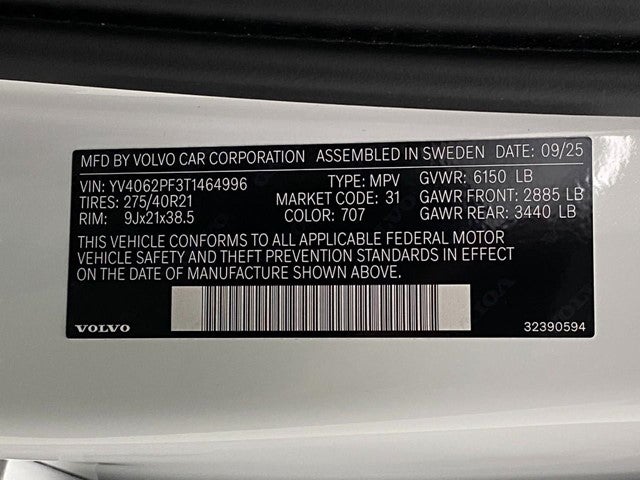 MFD BY VOLVO CAR CORPORATION ASSEMBLED IN SWEDEN DATE: 09/25
VIN: YV4062PF3T1464996 TYPE: MPV GVWR: 6150 LB
TIRES: 275/40R21 MARKET CODE: 31 GAWR FRONT: 2885 LB
RIM: 9Jx21x38.5 COLOR: 707 GAWR REAR: 3440 LB
THIS VEHICLE CONFORMS TO ALL APPLICABLE FEDERAL MOTOR
VEHICLE SAFETY AND THEFT PREVENTION STANDARDS IN EFFECT
ON THE DATE OF MANUFACTURE SHOWN ABOVE.
VOLVO 32390594